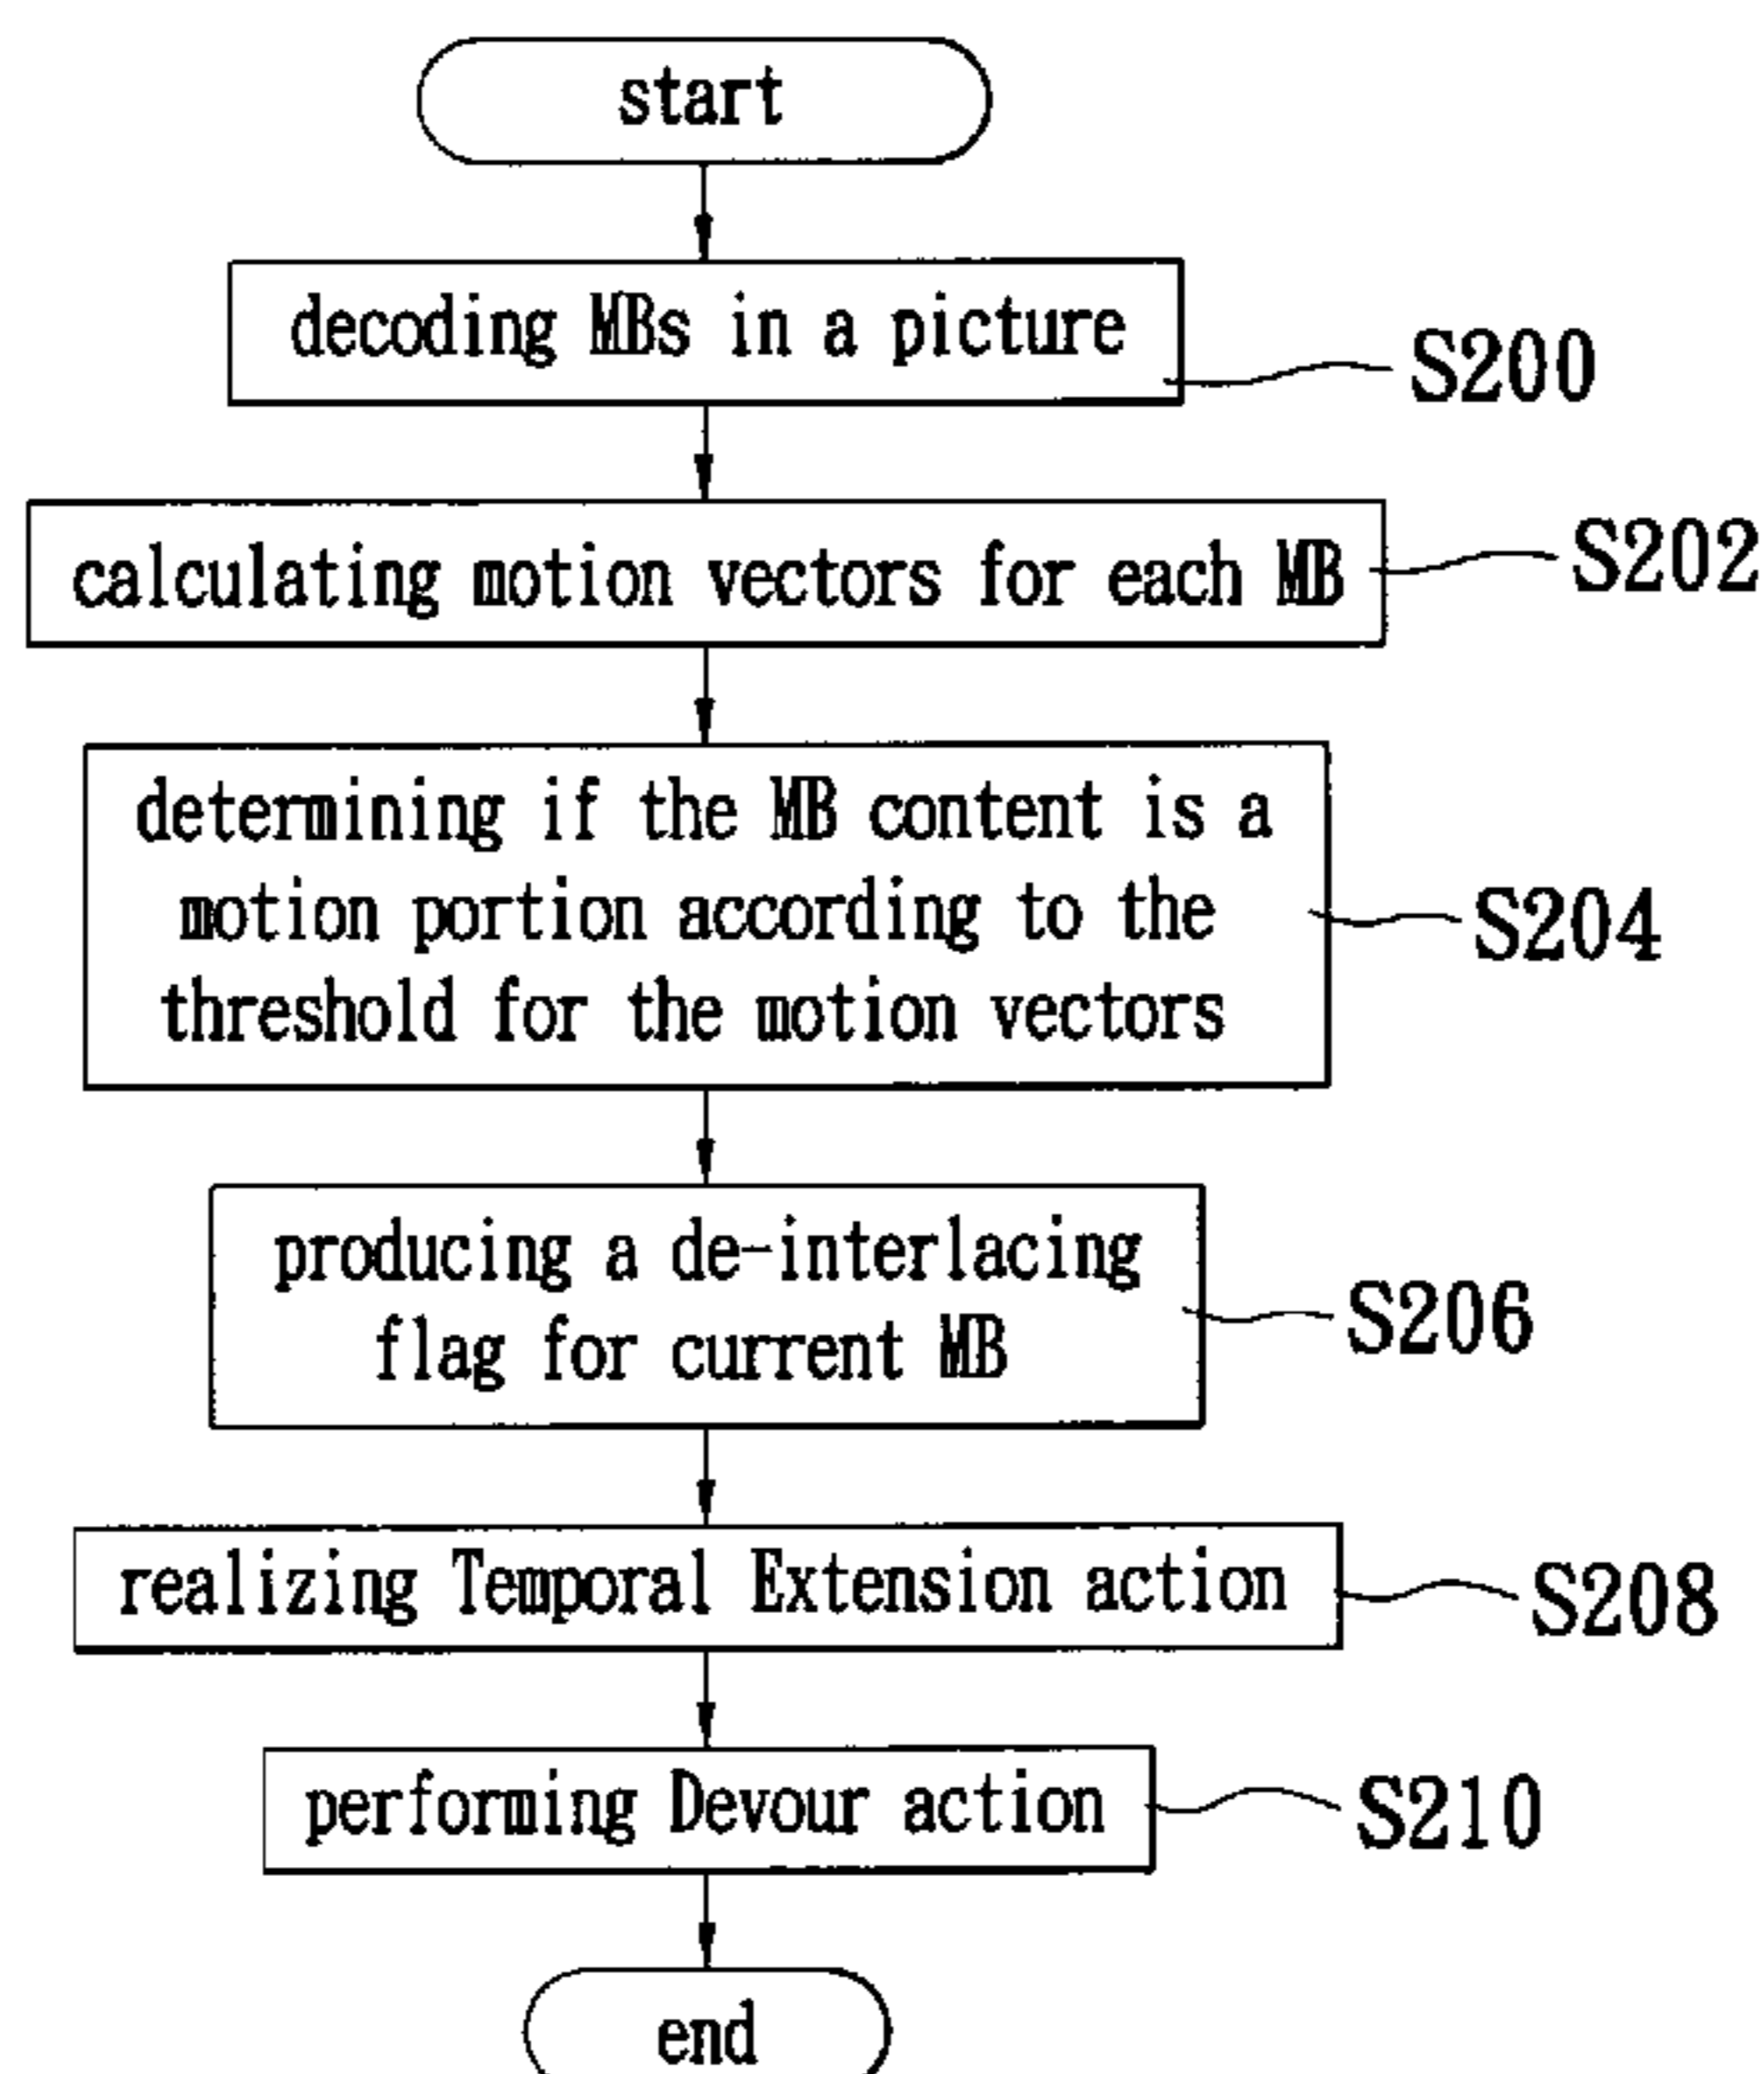 start
decoding MBs in a picture
S200
calculating motion vectors for each MB
S202
determining if the MB content is a
motion portion according to the
threshold for the motion vectors
S204
producing a de-interlacing
flag for current MB
S206
realizing Temporal Extension action
S208
performing Devour action
S210
end